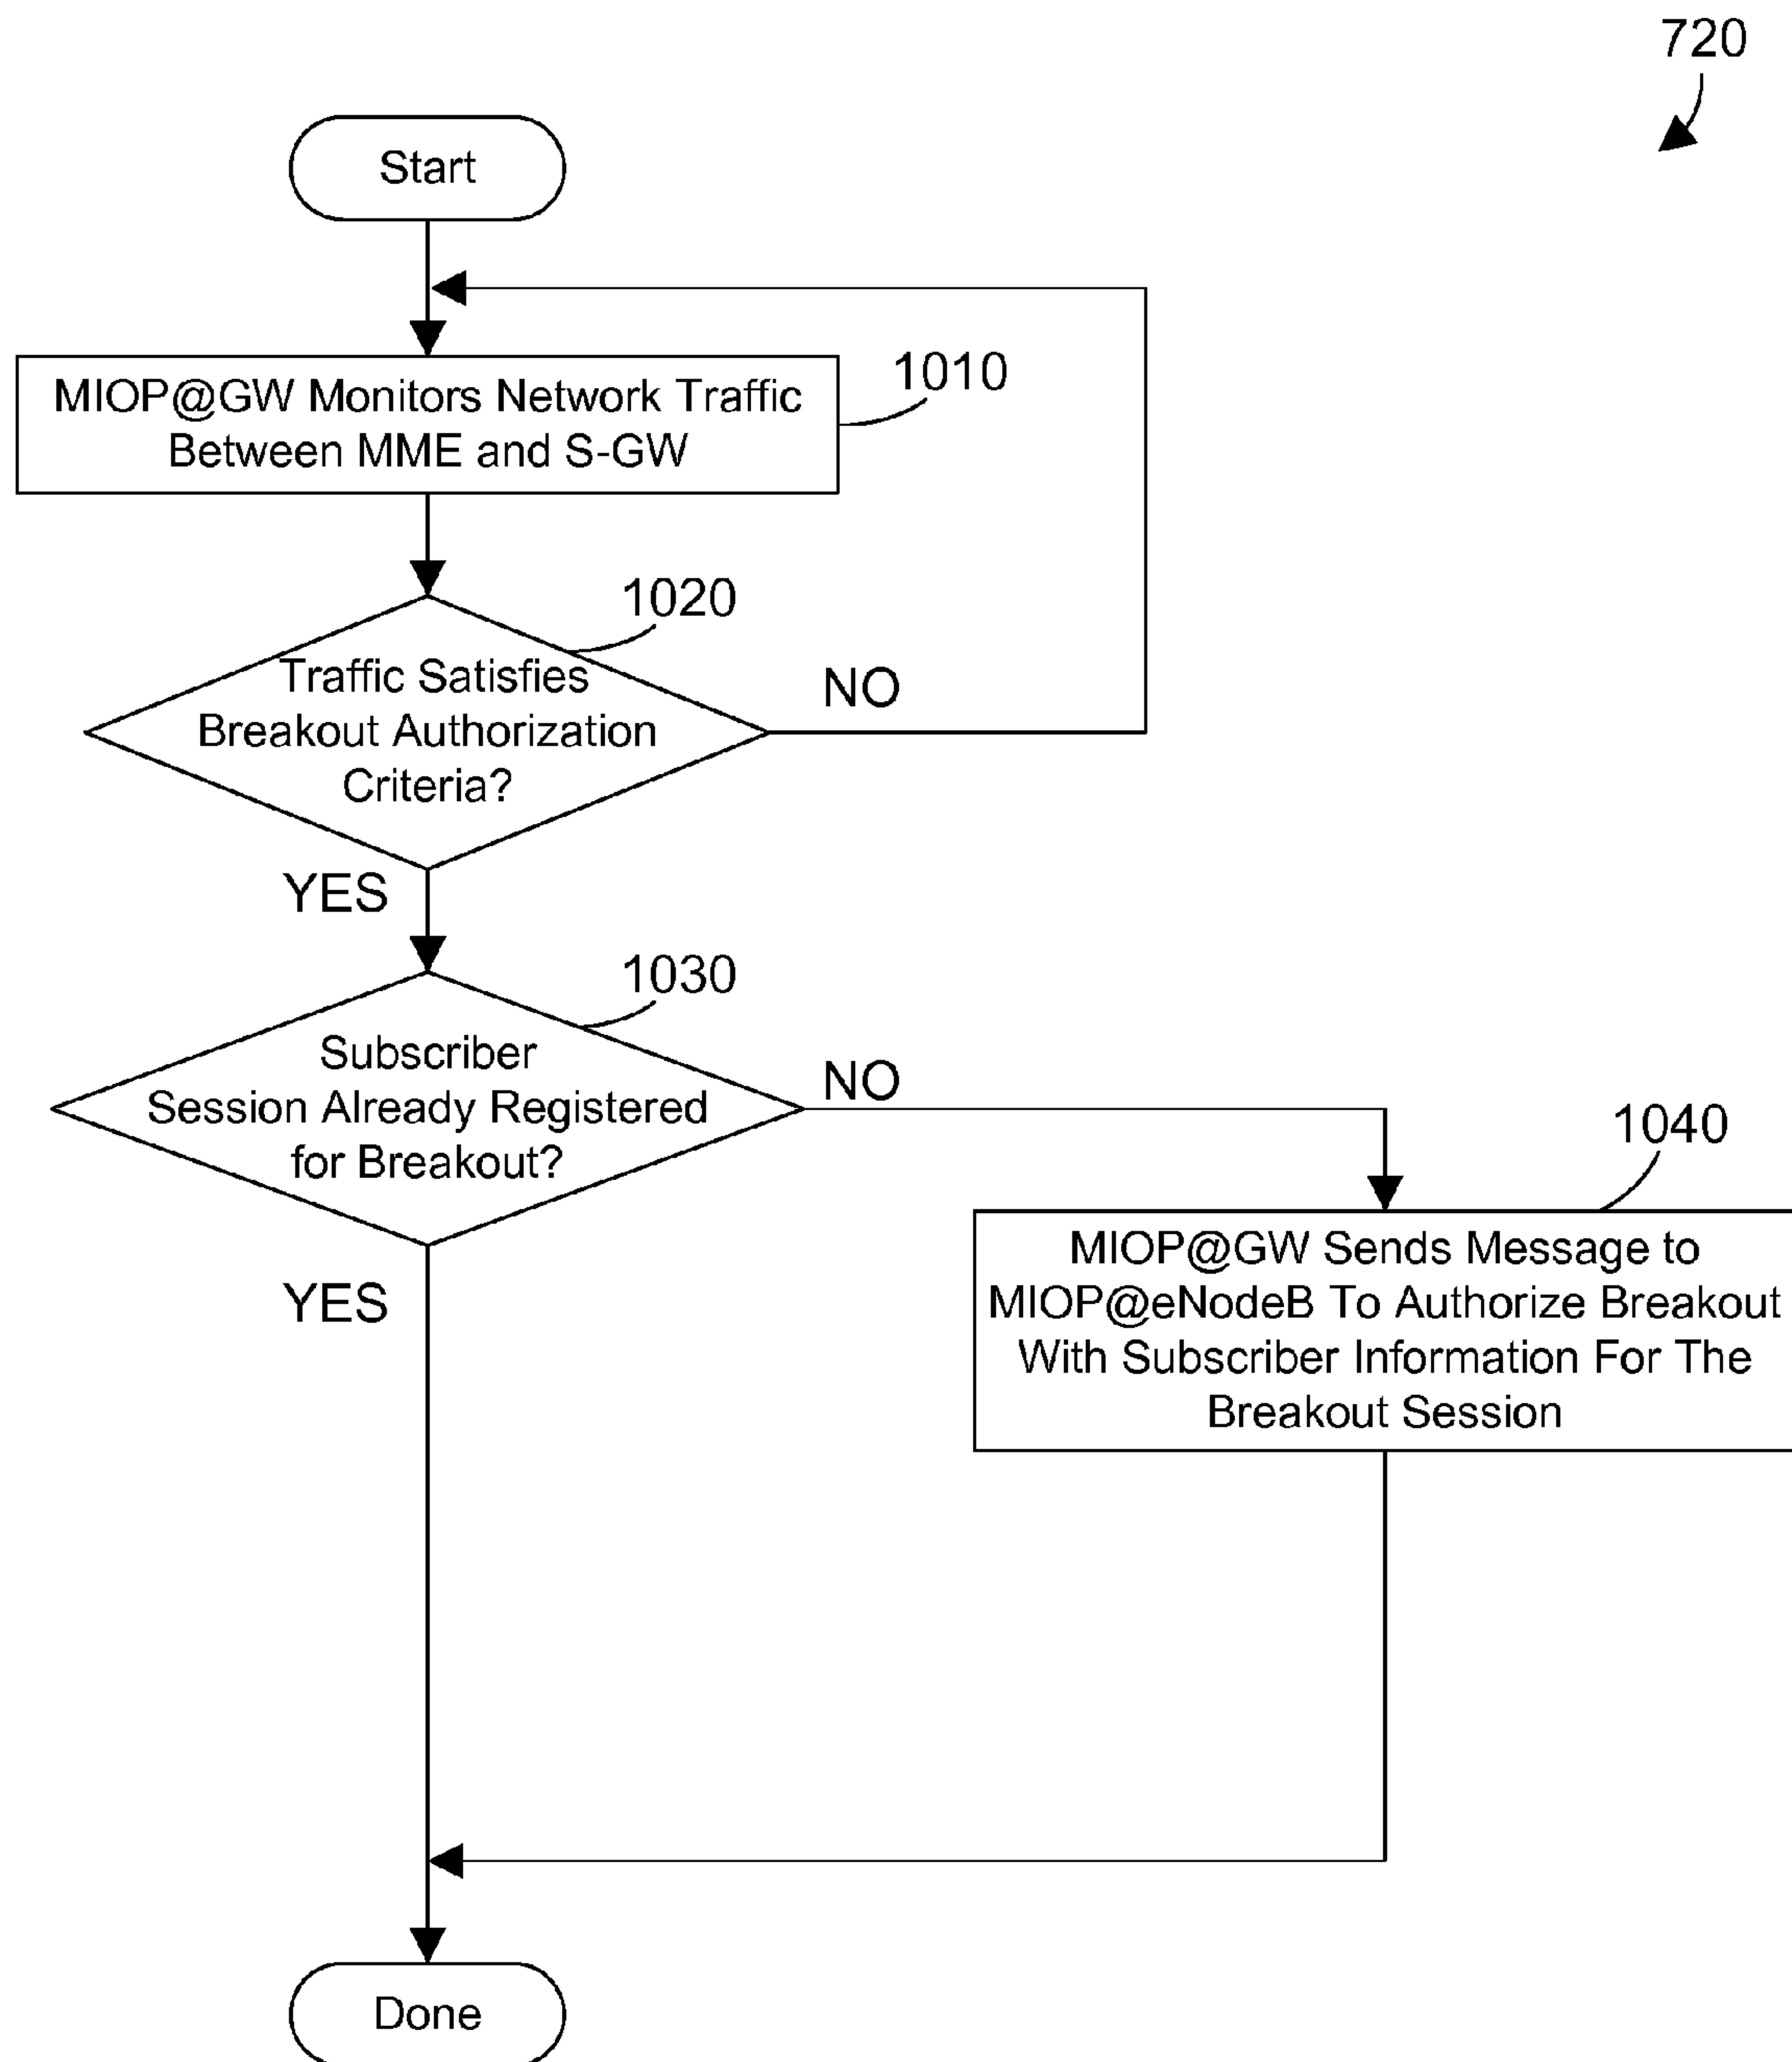 720
Start
MIOP@GW Monitors Network Traffic
Between MME and S-GW
1010
1020
Traffic Satisfies
Breakout Authorization
Criteria?
NO
YES
1030
Subscriber
Session Already Registered
for Breakout?
NO
YES
1040
MIOP@GW Sends Message to
MIOP@eNodeB To Authorize Breakout
With Subscriber Information For The
Breakout Session
Done